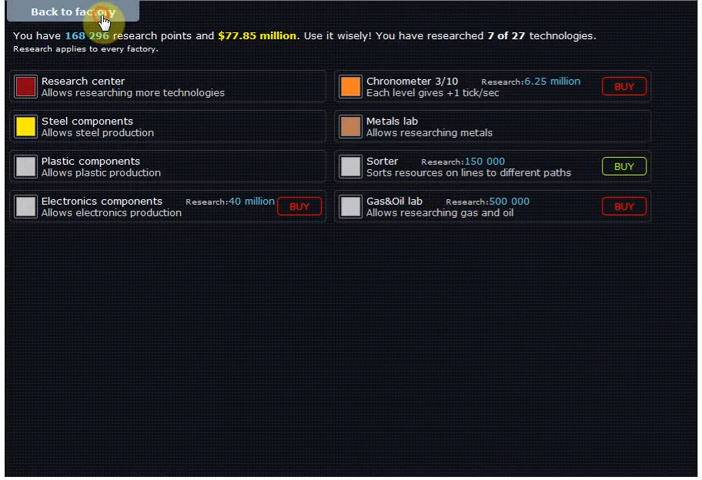 Back to factory
You have 168 296 research points and $77.85 million. Use it wisely! You have researched 7 of 27 technologies.
Research applies to every factory.
Research center
Allows researching more technologies
Chronometer 3/10 Research:6.25 million BUY
Each level gives +1 tick/sec
Steel components
Allows steel production
Metals lab
Allows researching metals
Plastic components
Allows plastic production
Sorter Research:150 000 BUY
Sorts resources on lines to different paths
Electronics components Research:40 million BUY
Allows electronics production
Gas&Oil lab Research:500 000 BUY
Allows researching gas and oil